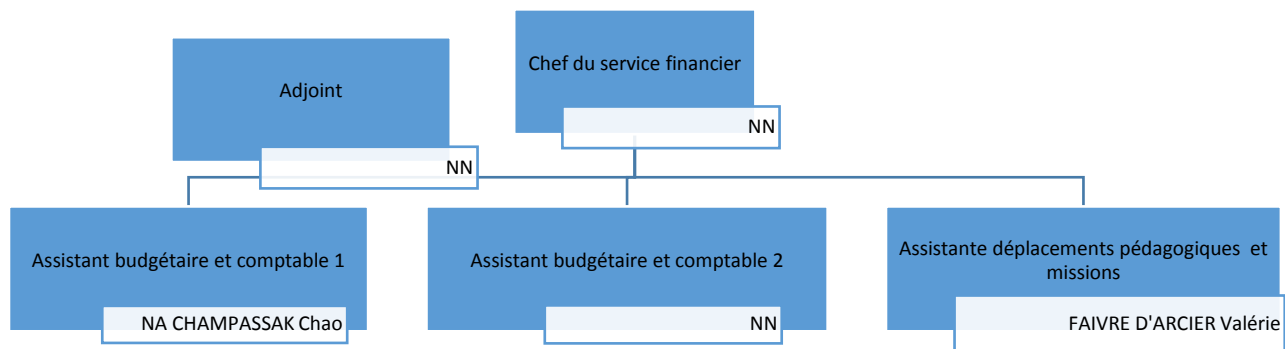 Chef du service financier
NN
Adjoint
NN
Assistant budgétaire et comptable 1
NA CHAMPASSAK Chao
Assistant budgétaire et comptable 2
NN
Assistante déplacements pédagogiques et
missions
FAIVRE D'ARCIER Valérie